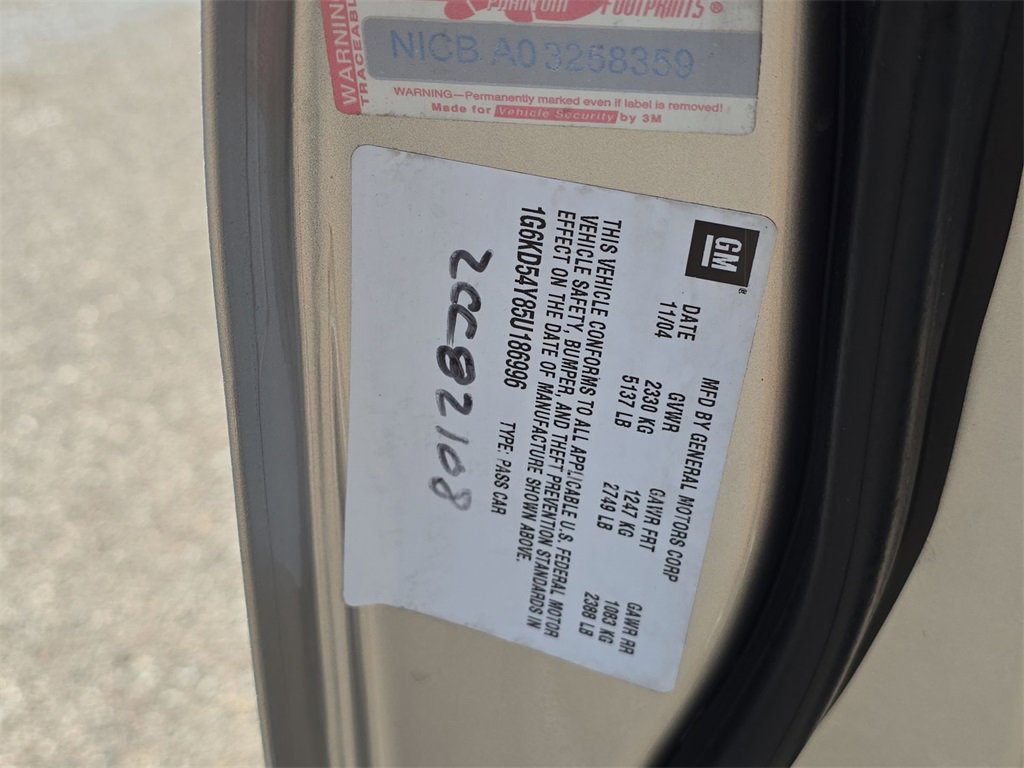 FOOTPRINTS®
WARNING
TRACEABLE
NICB A03268359
WARNING—Permanently marked even if label is removed!
Made for Vehicle Security by 3M
GM®
MFD BY GENERAL MOTORS CORP
DATE GVWR GAWR FRT GAWR RR
11/04 2330 KG 1247 KG 1083 KG
5137 LB 2749 LB 2388 LB
THIS VEHICLE CONFORMS TO ALL APPLICABLE U.S. FEDERAL MOTOR
VEHICLE SAFETY, BUMPER, AND THEFT PREVENTION STANDARDS IN
EFFECT ON THE DATE OF MANUFACTURE SHOWN ABOVE.
1G6KD54Y85U186996 TYPE: PASS CAR
2CC82108